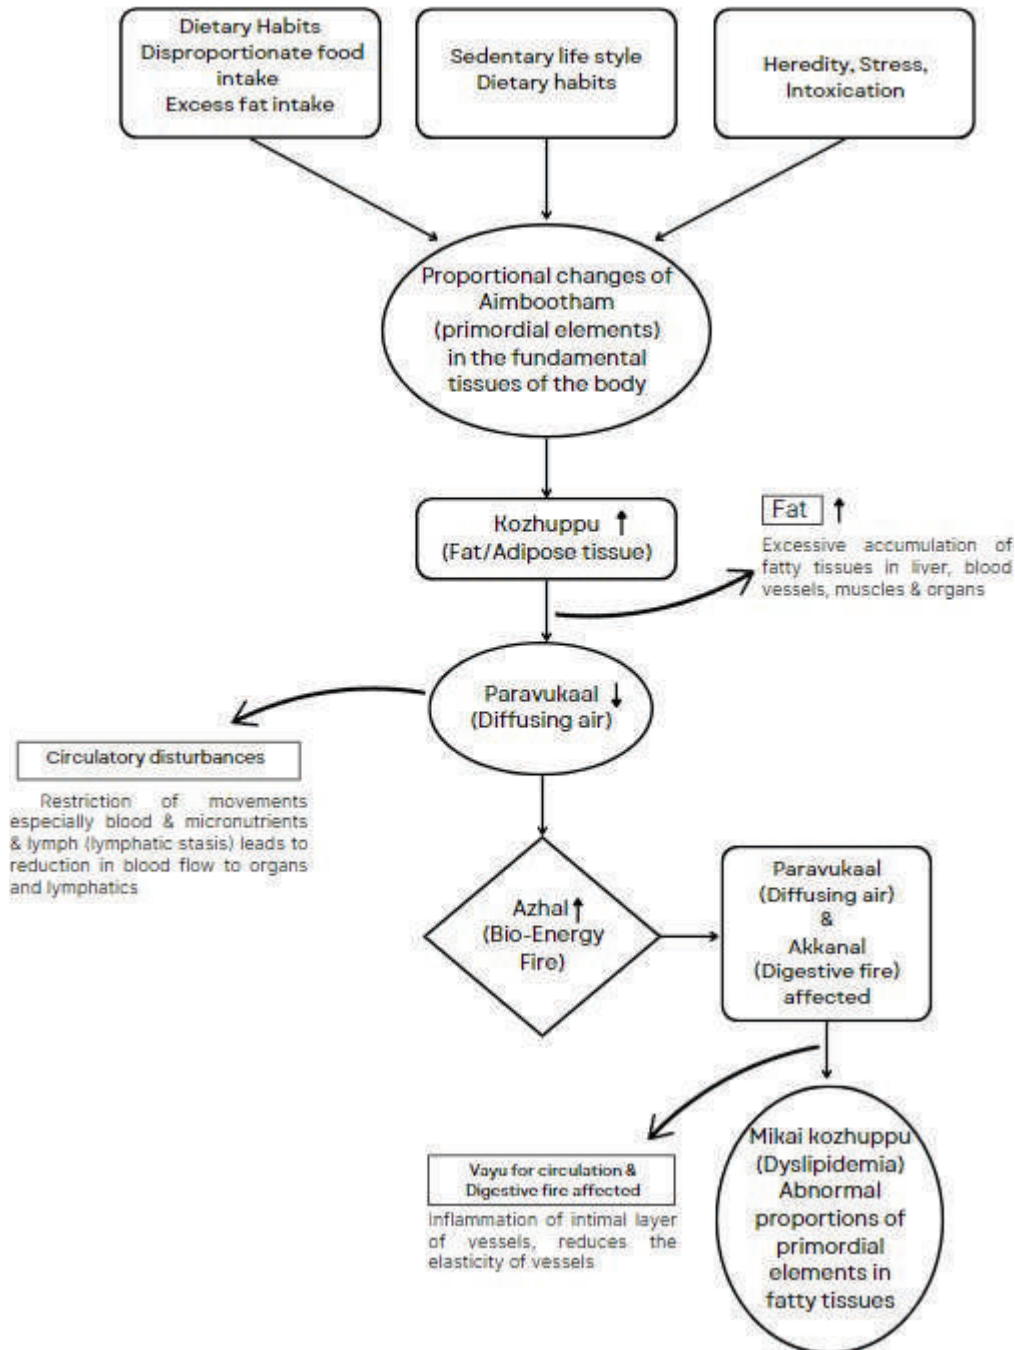 Dietary Habits
Disproportionate food
intake
Excess fat intake
Sedentary life style
Dietary habits
Heredity, Stress,
Intoxication
Proportional changes of
Aimbootham
(primordial elements)
in the fundamental
tissues of the body
Kozhuppu ↑
(Fat/Adipose tissue)
Fat ↑
Excessive accumulation of
fatty tissues in liver, blood
vessels, muscles & organs
Paravukaal ↓
(Diffusing air)
Circulatory disturbances
Restriction of movements
especially blood & micronutrients
& lymph (lymphatic stasis) leads to
reduction in blood flow to organs
and lymphatics
Azhal ↑
(Bio-Energy
Fire)
Paravukaal
(Diffusing air)
&
Akkanal
(Digestive fire)
affected
Vayu for circulation &
Digestive fire affected
Inflammation of intimal layer
of vessels, reduces the
elasticity of vessels
Mikai kozhuppu
(Dyslipidemia)
Abnormal
proportions of
primordial
elements in
fatty tissues